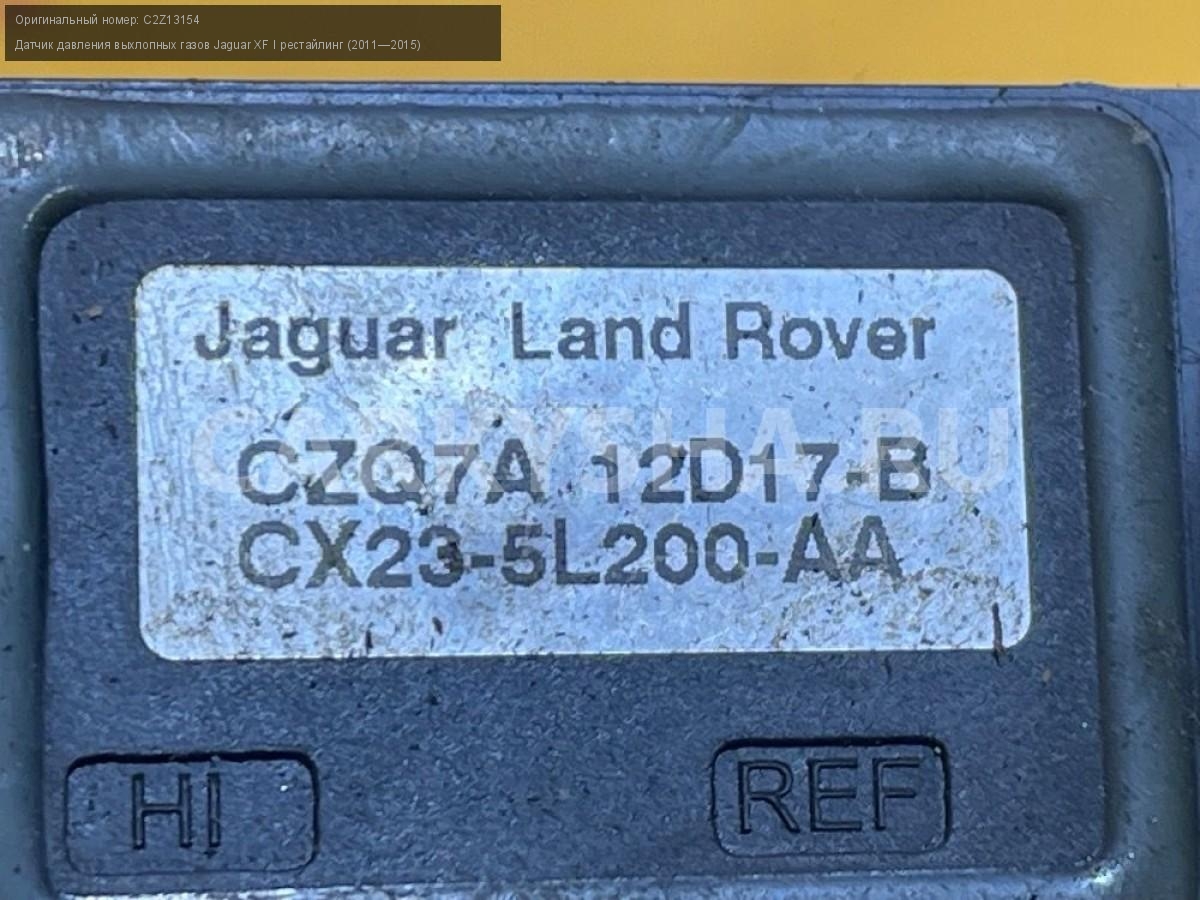 Оригинальный номер: C2Z13154
Датчик давления выхлопных газов Jaguar XF I рестайлинг (2011—2015)
Jaguar Land Rover
CZQ7A 12D17-B
CX23-5L200-AA
HI
REF